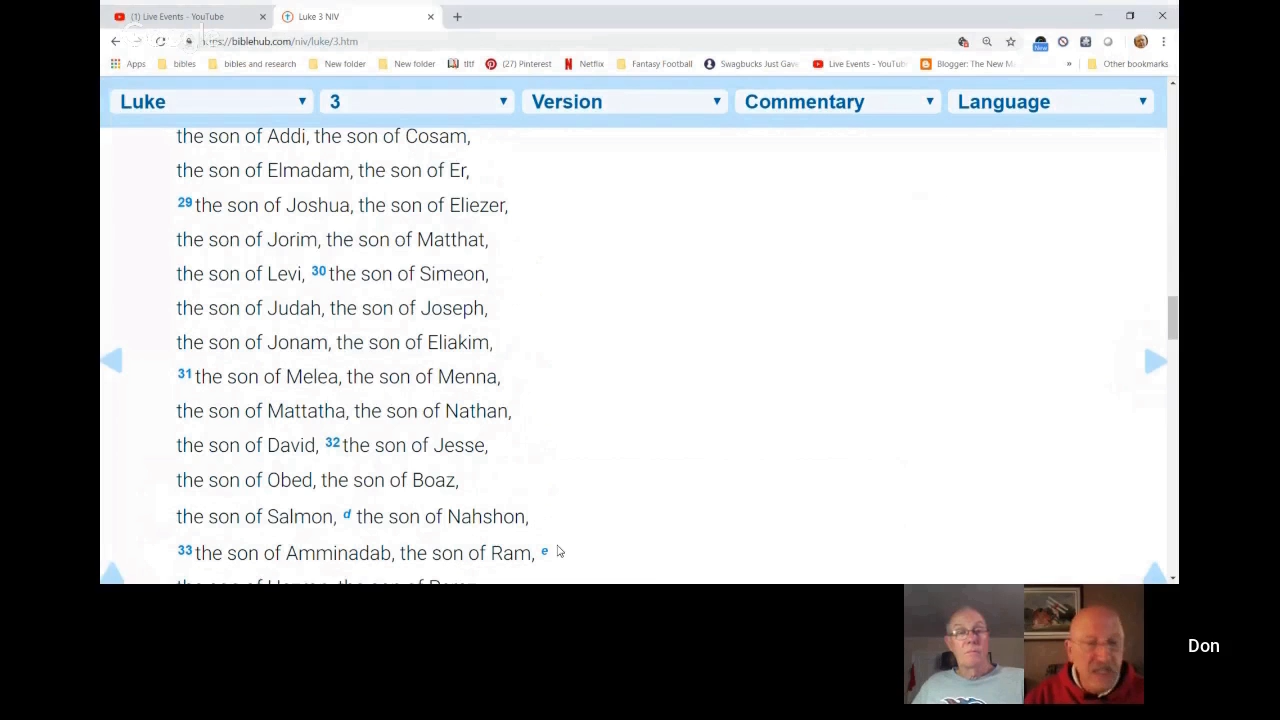 (1) Live Events - YouTube
Luke 3 NIV
Google
https://biblehub.com/niv/luke/3.htm
New
Apps bibles bibles and research New folder New folder tltf (27) Pinterest Netflix Fantasy Football Swagbucks Just Gave Live Events - YouTub Blogger: The New M » Other bookmarks
Luke 3 Version Commentary Language
the son of Addi, the son of Cosam,
the son of Elmadam, the son of Er,
29 the son of Joshua, the son of Eliezer,
the son of Jorim, the son of Matthat,
the son of Levi, 30 the son of Simeon,
the son of Judah, the son of Joseph,
the son of Jonam, the son of Eliakim,
31 the son of Melea, the son of Menna,
the son of Mattatha, the son of Nathan,
the son of David, 32 the son of Jesse,
the son of Obed, the son of Boaz,
the son of Salmon, d the son of Nahshon,
33 the son of Amminadab, the son of Ram, e
Don